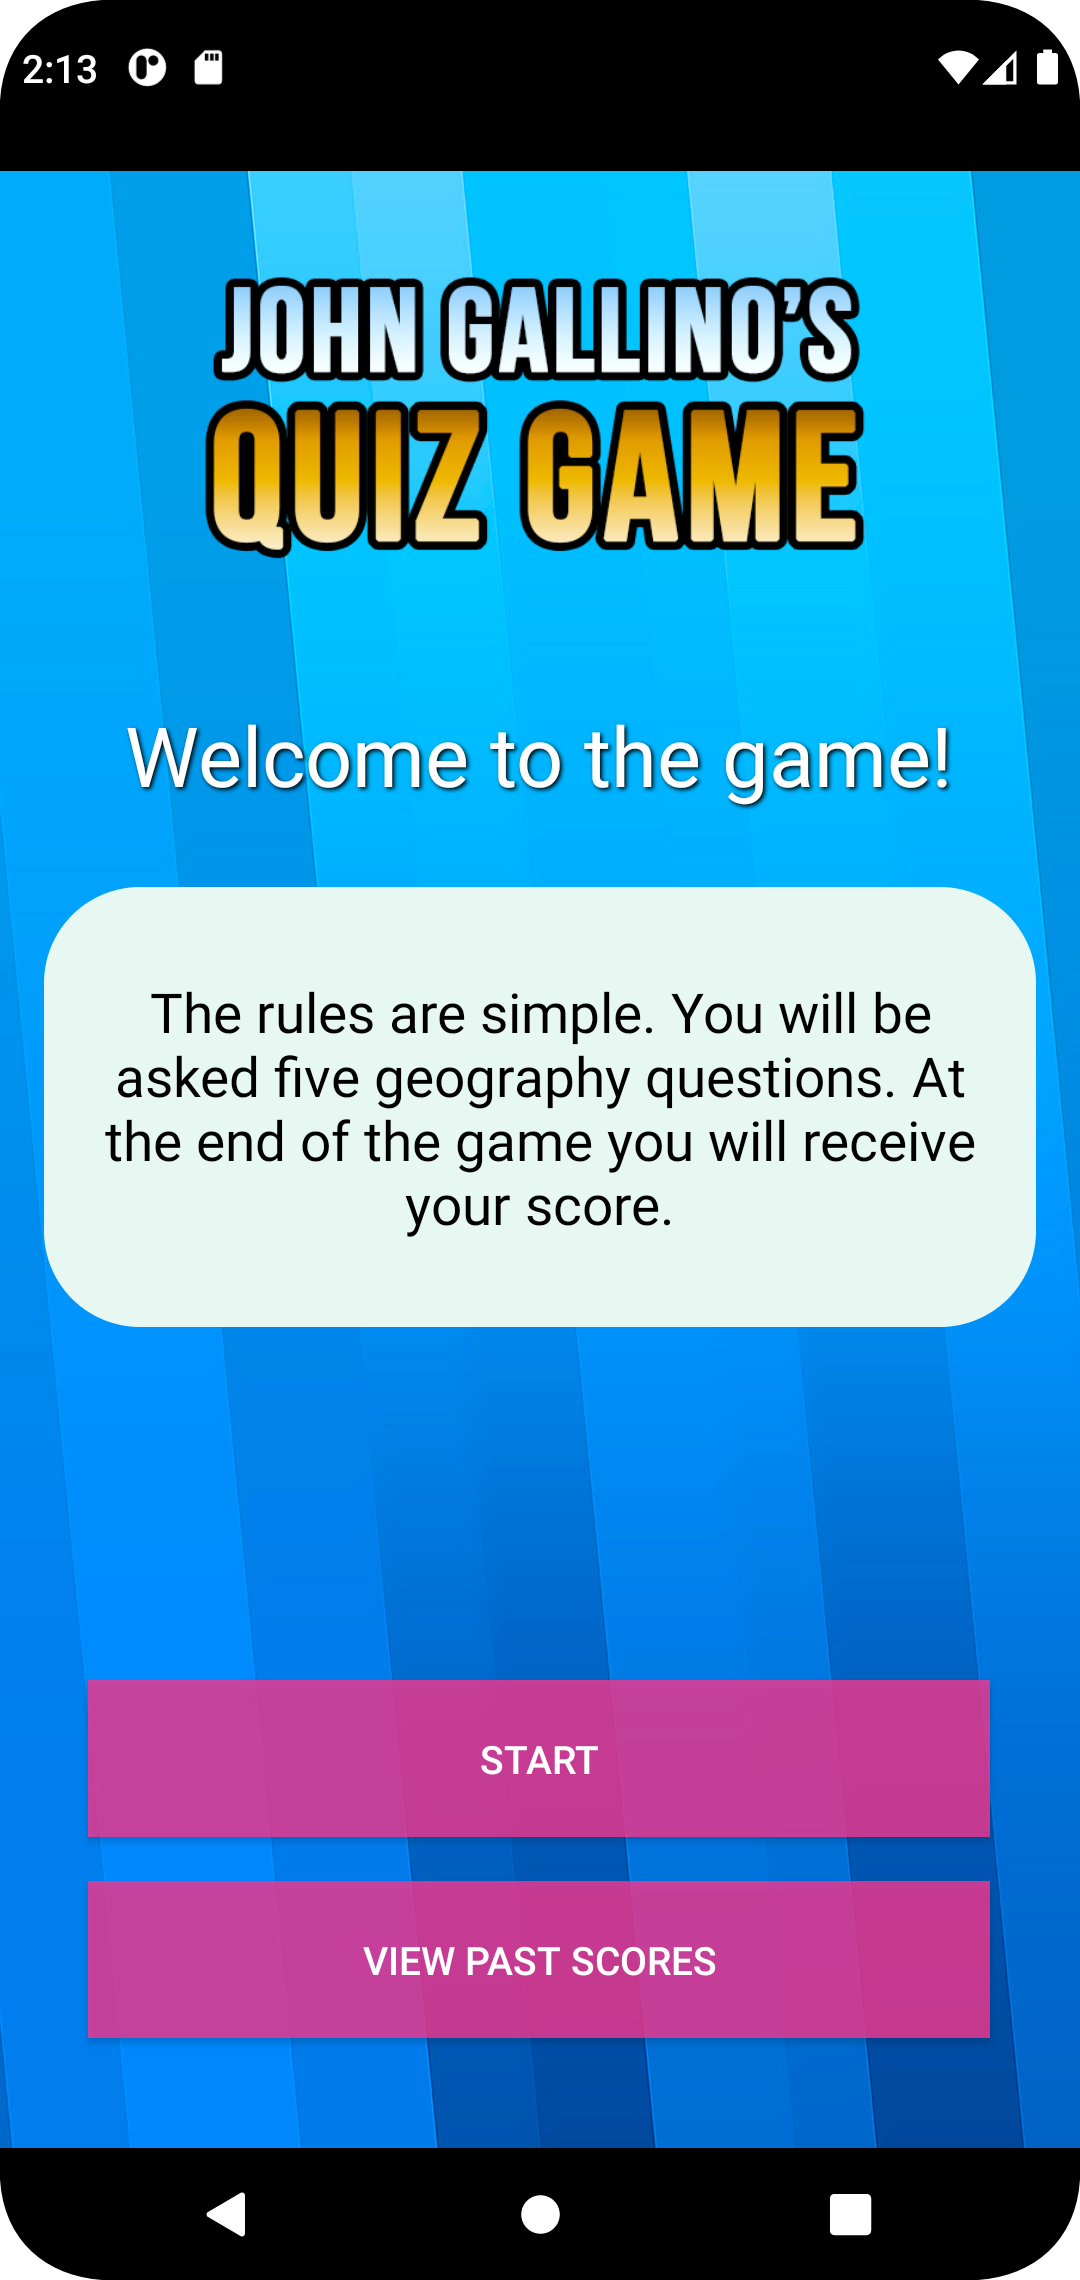 2:13
JOHN GALLINO'S
QUIZ GAME
Welcome to the game!
The rules are simple. You will be
asked five geography questions. At
the end of the game you will receive
your score.
START
VIEW PAST SCORES